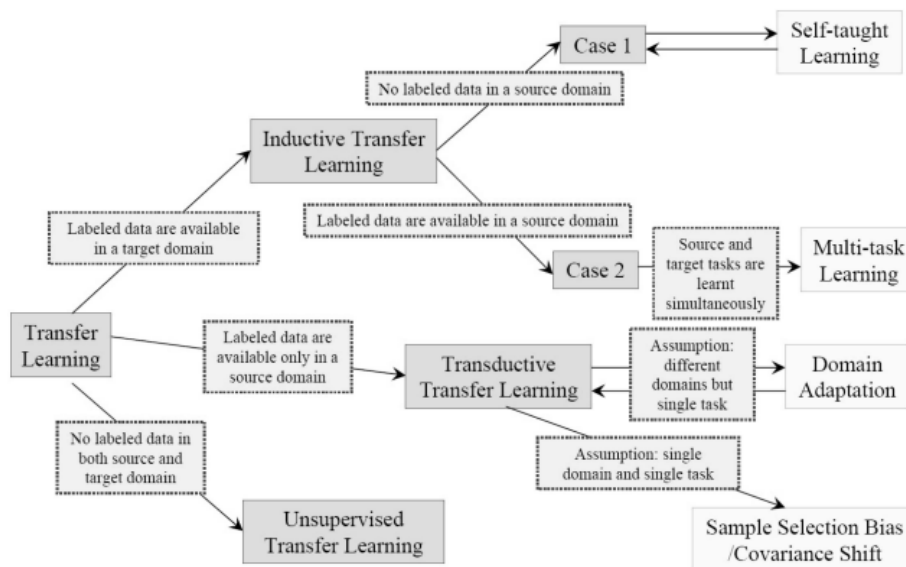 Case 1
Self-taught
Learning
No labeled data in a source domain
Inductive Transfer
Learning
Labeled data are available
in a target domain
Labeled data are available in a source domain
Case 2
Source and
target tasks are
learnt
simultaneously
Multi-task
Learning
Transfer
Learning
Labeled data are
available only in a
source domain
Transductive
Transfer Learning
Assumption:
different
domains but
single task
Domain
Adaptation
No labeled data in
both source and
target domain
Assumption: single
domain and single task
Unsupervised
Transfer Learning
Sample Selection Bias
/Covariance Shift